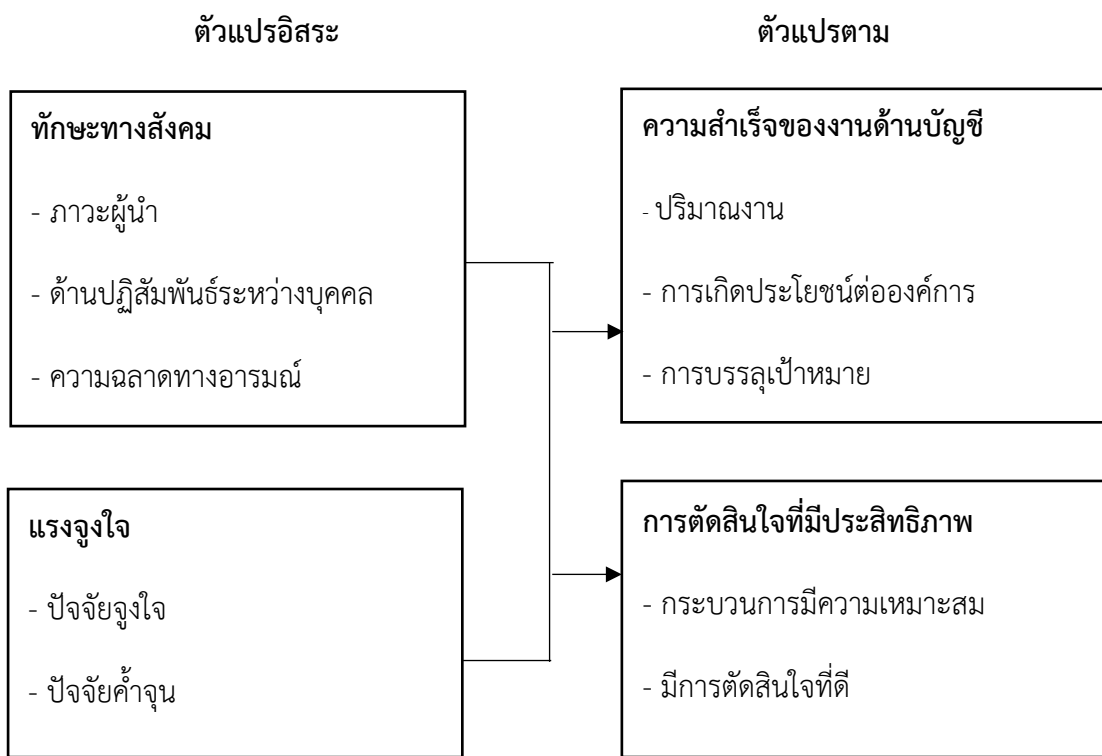 ตัวแปรอิสระ
ตัวแปรตาม
ทักษะทางสังคม
- ภาวะผู้นำ
- ด้านปฏิสัมพันธ์ระหว่างบุคคล
- ความฉลาดทางอารมณ์
ความสำเร็จของงานด้านบัญชี
- ปริมาณงาน
- การเกิดประโยชน์ต่อองค์การ
- การบรรลุเป้าหมาย
แรงจูงใจ
- ปัจจัยจูงใจ
- ปัจจัยค้ำจุน
การตัดสินใจที่มีประสิทธิภาพ
- กระบวนการมีความเหมาะสม
- มีการตัดสินใจที่ดี